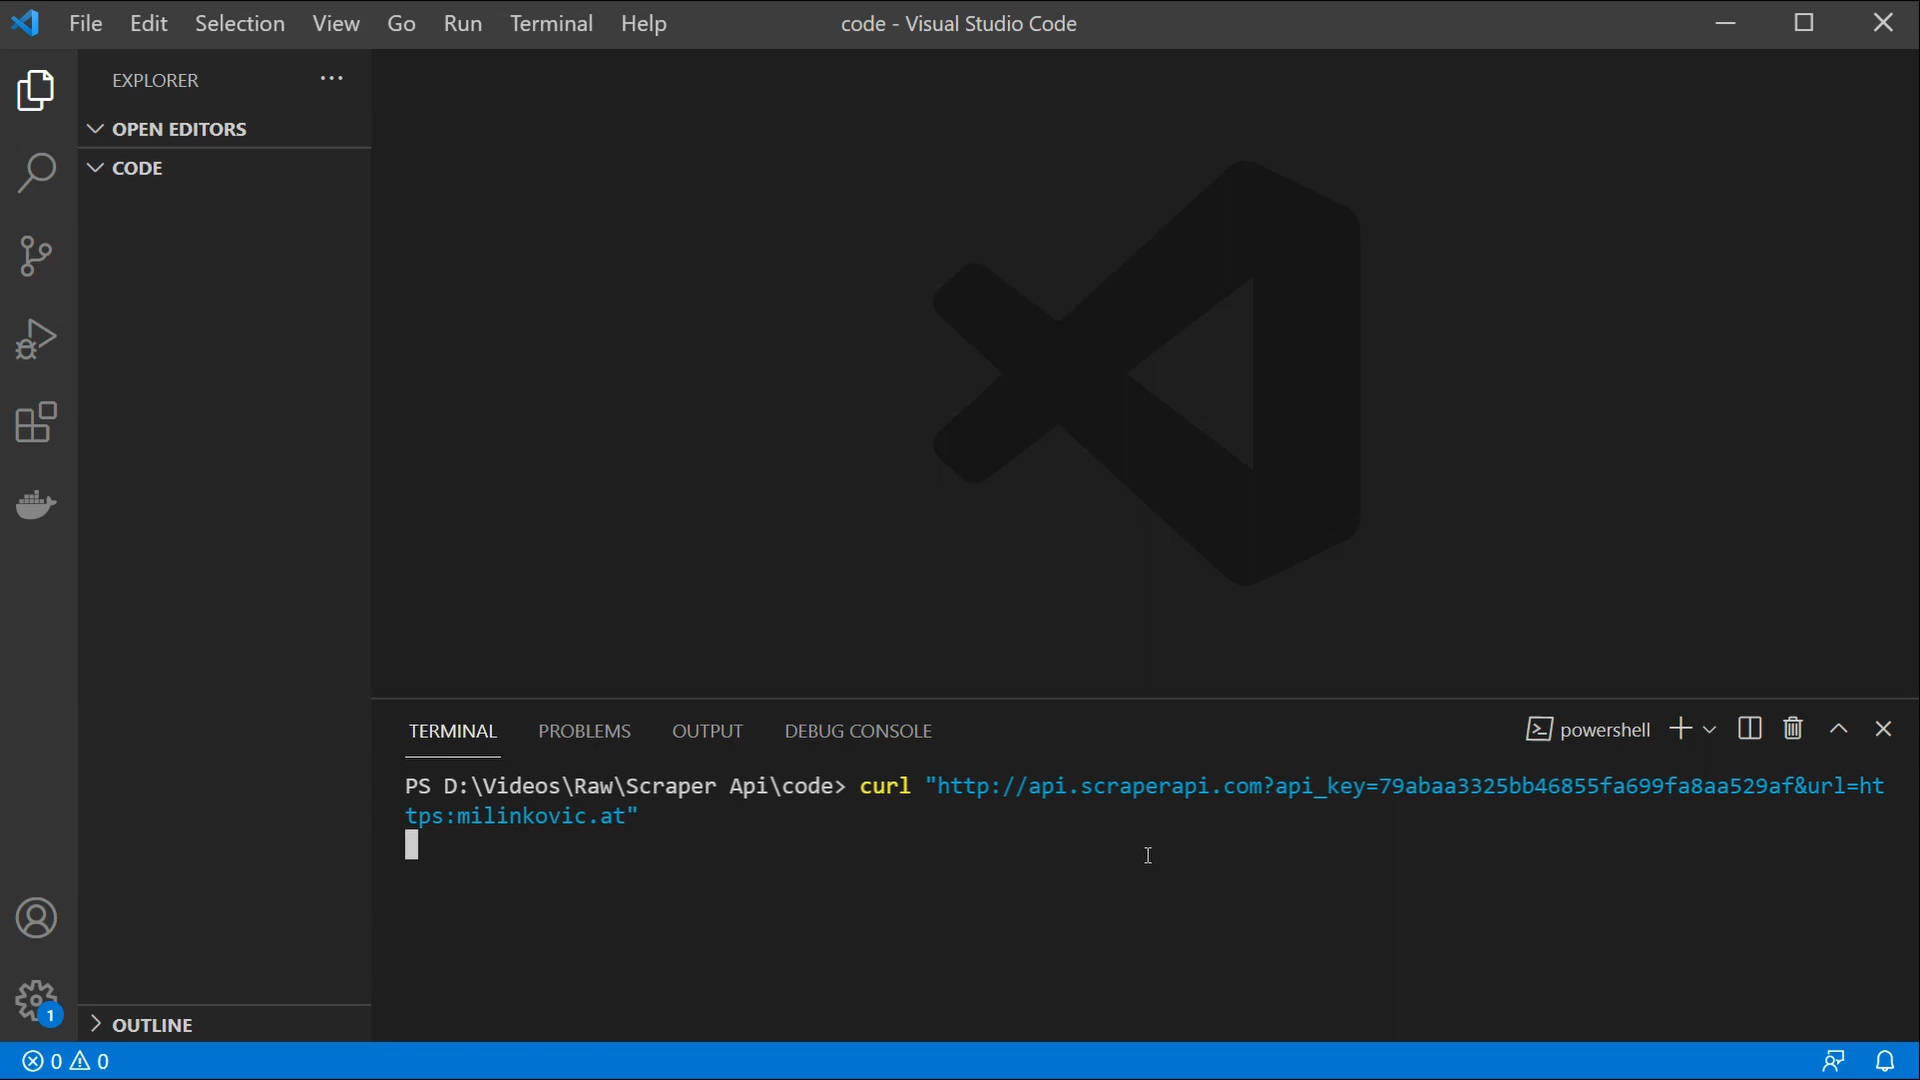 File Edit Selection View Go Run Terminal Help code - Visual Studio Code
EXPLORER ...
OPEN EDITORS
CODE
TERMINAL PROBLEMS OUTPUT DEBUG CONSOLE powershell
PS D:\Videos\Raw\Scraper Api\code> curl "http://api.scraperapi.com?api_key=79abaa3325bb46855fa699fa8aa529af&url=ht
tps:milinkovic.at"
1
OUTLINE
0 0